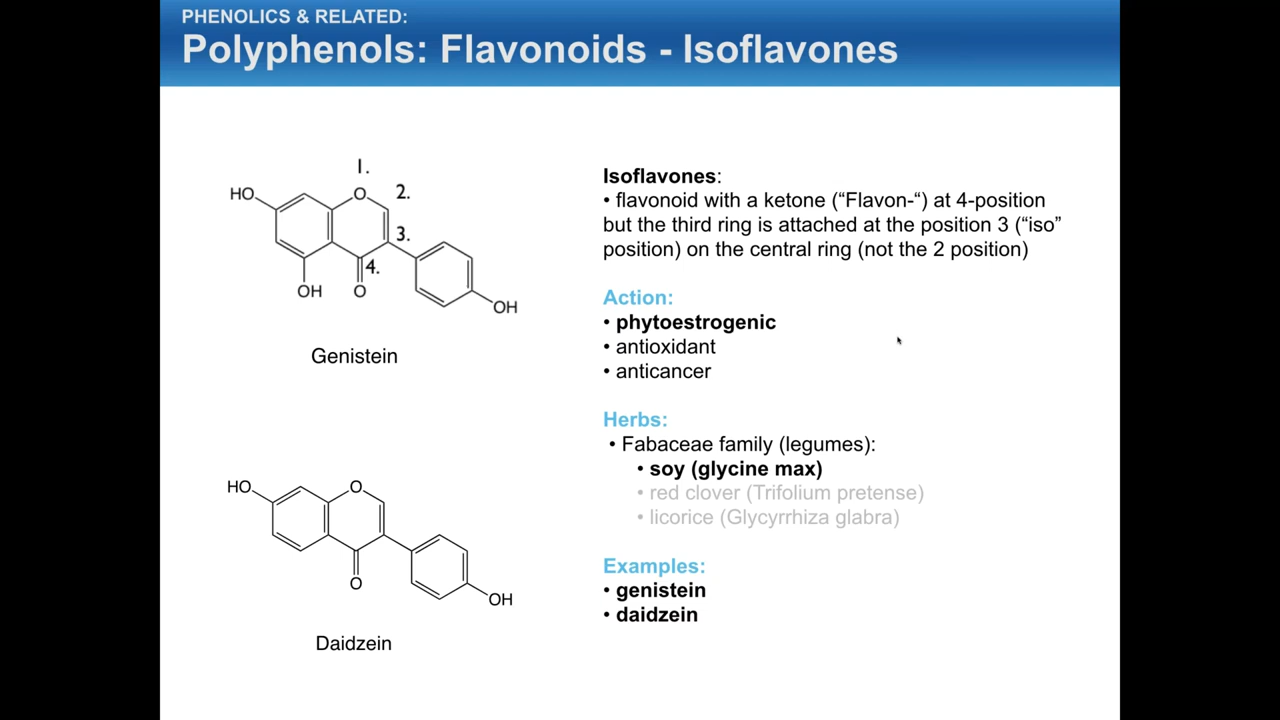 PHENOLICS & RELATED:
Polyphenols: Flavonoids - Isoflavones
1.
HO
O
2.
3.
4.
OH
O
OH
Genistein
HO
O
O
OH
Daidzein
Isoflavones:
• flavonoid with a ketone (“Flavon-“) at 4-position
but the third ring is attached at the position 3 (“iso”
position) on the central ring (not the 2 position)
Action:
• phytoestrogenic
• antioxidant
• anticancer
Herbs:
• Fabaceae family (legumes):
• soy (glycine max)
• red clover (Trifolium pretense)
• licorice (Glycyrrhiza glabra)
Examples:
• genistein
• daidzein